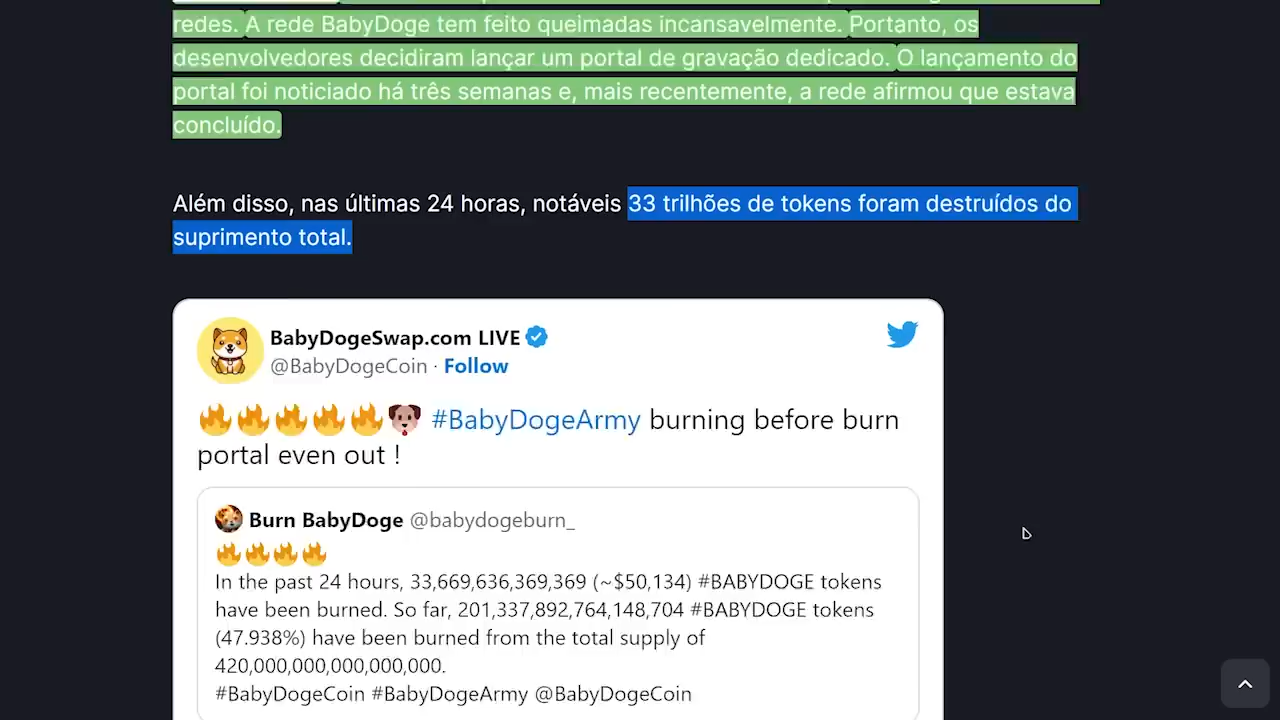 redes. A rede BabyDoge tem feito queimadas incansavelmente. Portanto, os
desenvolvedores decidiram lançar um portal de gravação dedicado. O lançamento do
portal foi noticiado há três semanas e, mais recentemente, a rede afirmou que estava
concluído.
Além disso, nas últimas 24 horas, notáveis 33 trilhões de tokens foram destruídos do
suprimento total.
BabyDogeSwap.com LIVE
@BabyDogeCoin · Follow
🔥🔥🔥🔥🔥🐶 #BabyDogeArmy burning before burn
portal even out !
Burn BabyDoge @babydogeburn_
🔥🔥🔥🔥
In the past 24 hours, 33,669,636,369,369 (~$50,134) #BABYDOGE tokens
have been burned. So far, 201,337,892,764,148,704 #BABYDOGE tokens
(47.938%) have been burned from the total supply of
420,000,000,000,000,000.
#BabyDogeCoin #BabyDogeArmy @BabyDogeCoin